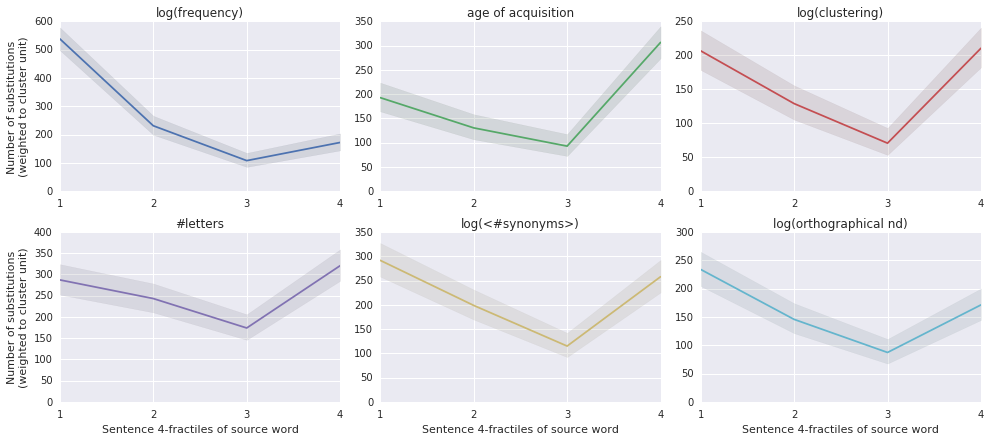 log(frequency)
Number of substitutions
(weighted to cluster unit)
600
500
400
300
200
100
0
1 2 3 4
age of acquisition
350
300
250
200
150
100
50
0
1 2 3 4
log(clustering)
250
200
150
100
50
0
1 2 3 4
#letters
Number of substitutions
(weighted to cluster unit)
400
350
300
250
200
150
100
50
0
1 2 3 4
Sentence 4-fractiles of source word
log(<#synonyms>)
350
300
250
200
150
100
50
0
1 2 3 4
Sentence 4-fractiles of source word
log(orthographical nd)
300
250
200
150
100
50
0
1 2 3 4
Sentence 4-fractiles of source word